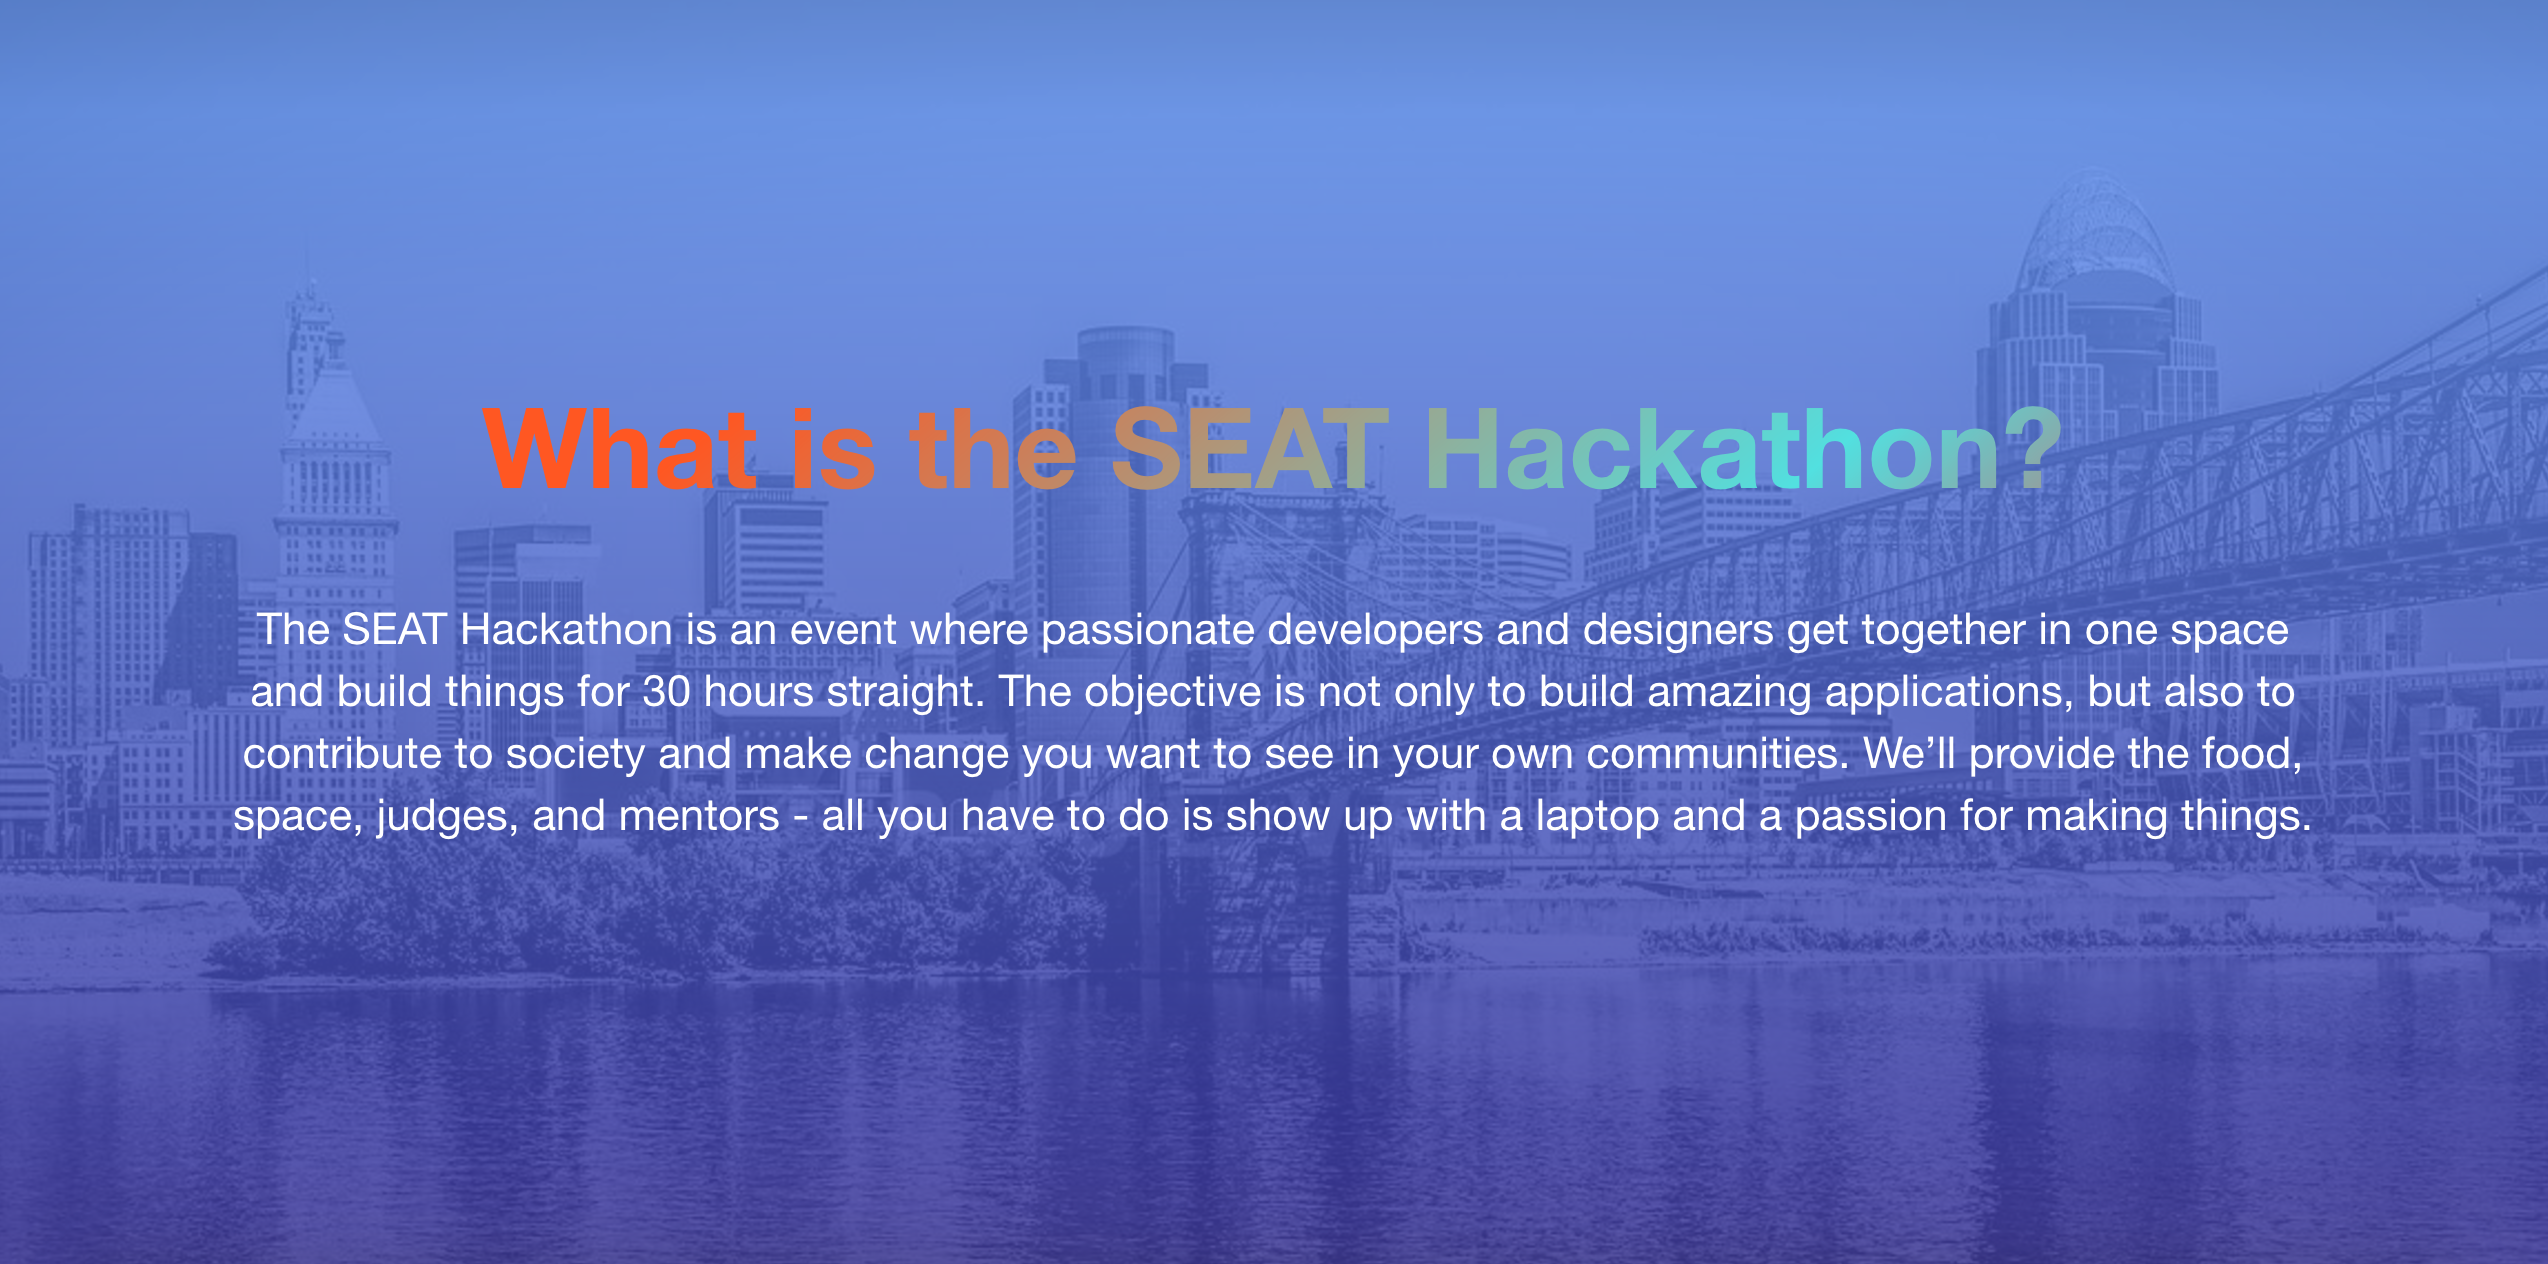 What is the SEAT Hackathon?
The SEAT Hackathon is an event where passionate developers and designers get together in one space
and build things for 30 hours straight. The objective is not only to build amazing applications, but also to
contribute to society and make change you want to see in your own communities. We’ll provide the food,
space, judges, and mentors - all you have to do is show up with a laptop and a passion for making things.